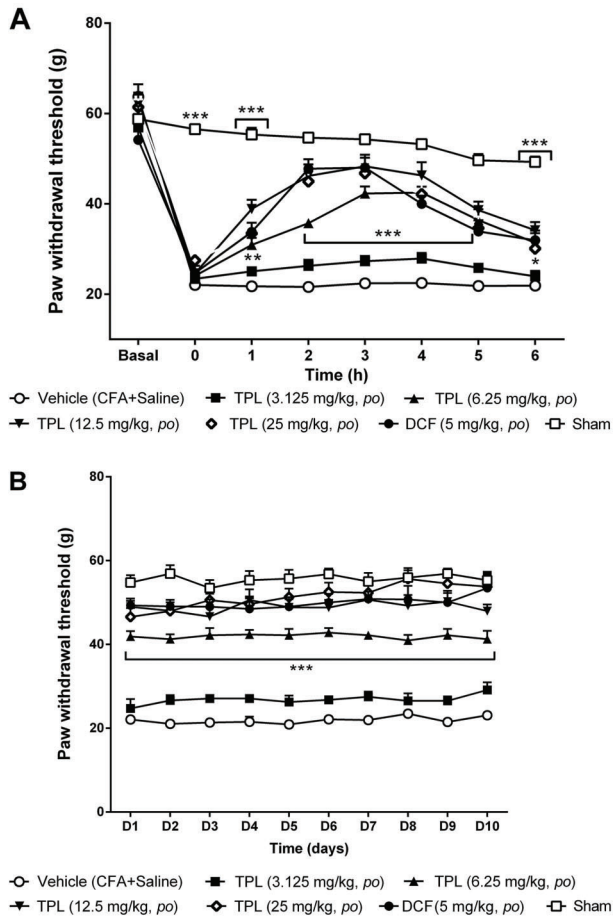 A
Paw withdrawal threshold (g)
80
60
40
20
***
***
***
***
**
*
Basal 0 1 2 3 4 5 6
Time (h)
Vehicle (CFA+Saline) TPL (3.125 mg/kg, po) TPL (6.25 mg/kg, po)
TPL (12.5 mg/kg, po) TPL (25 mg/kg, po) DCF (5 mg/kg, po) Sham
B
Paw withdrawal threshold (g)
80
60
40
20
0
***
D1 D2 D3 D4 D5 D6 D7 D8 D9 D10
Time (days)
Vehicle (CFA+Saline) TPL (3.125 mg/kg, po) TPL (6.25 mg/kg, po)
TPL (12.5 mg/kg, po) TPL (25 mg/kg, po) DCF(5 mg/kg, po) Sham